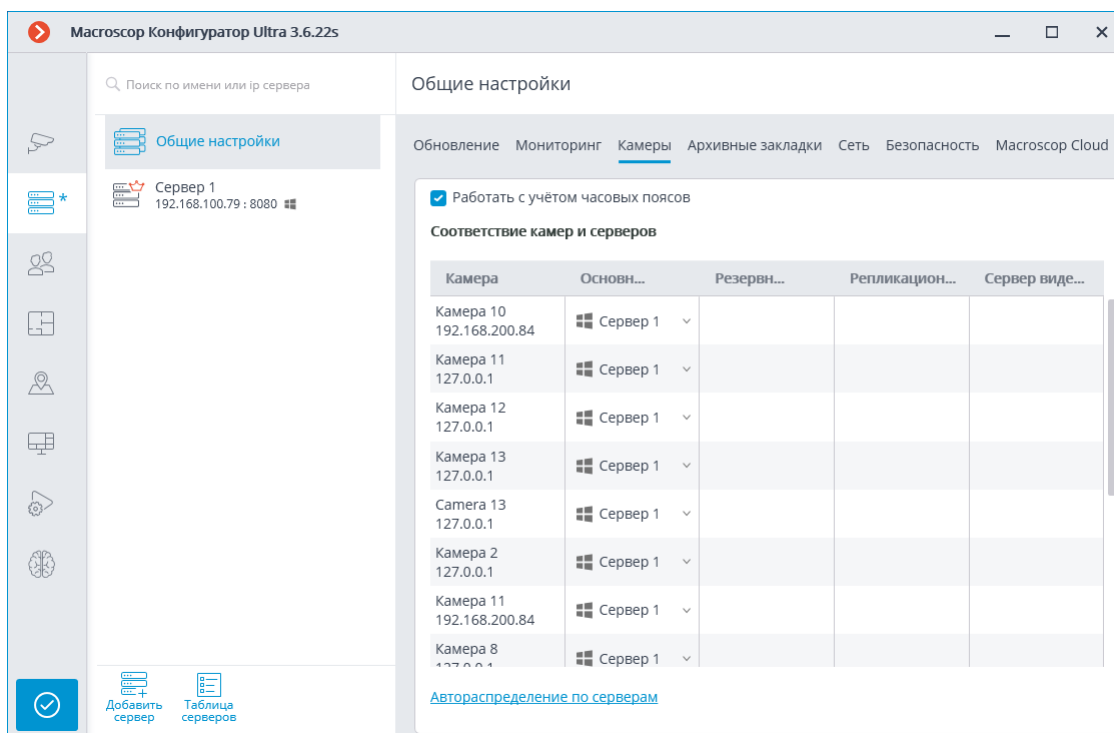 Macroscop Конфигуратор Ultra 3.6.22s
Поиск по имени или ip сервера
Общие настройки
Общие настройки
Сервер 1
192.168.100.79 : 8080
Обновление Мониторинг Камеры Архивные закладки Сеть Безопасность Macroscop Cloud
Работать с учётом часовых поясов
Соответствие камер и серверов
Камера Основн... Резервн... Репликацион... Сервер виде...
Камера 10
192.168.200.84
Сервер 1
Камера 11
127.0.0.1
Сервер 1
Камера 12
127.0.0.1
Сервер 1
Камера 13
127.0.0.1
Сервер 1
Camera 13
127.0.0.1
Сервер 1
Камера 2
127.0.0.1
Сервер 1
Камера 11
192.168.200.84
Сервер 1
Камера 8
127.0.0.1
Сервер 1
Автораспределение по серверам
Добавить
сервер
Таблица
серверов